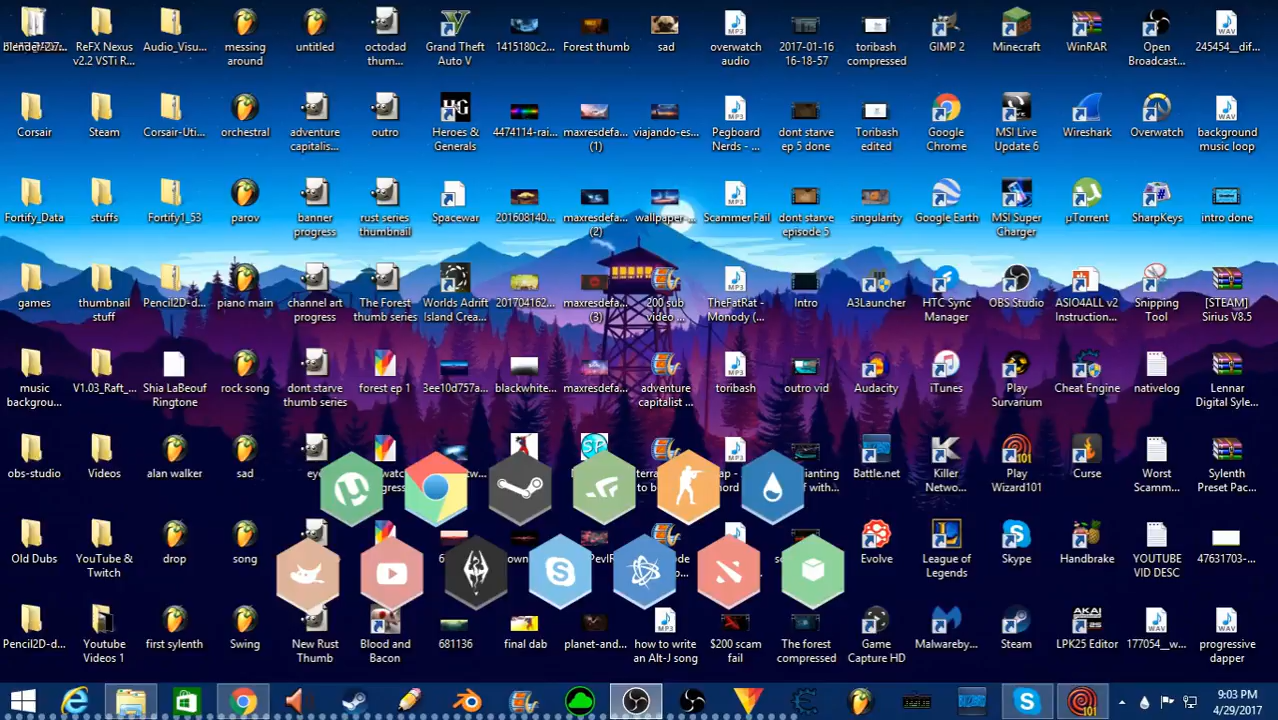 blender-2.7...
ReFX Nexus
v2.2 VSTi R...
Audio_Visu...
messing
around
untitled
octodad
thum...
Grand Theft
Auto V
1415180c2...
Forest thumb
sad
overwatch
audio
2017-01-16
16-18-57
toribash
compressed
GIMP 2
Minecraft
WinRAR
Open
Broadcast...
245454__dif...
Corsair
Steam
Corsair-Uti...
orchestral
adventure
capitalis...
outro
Heroes &
Generals
4474114-rai...
maxresdefa...
(1)
viajando-es...
Pegboard
Nerds - ...
dont starve
ep 5 done
Toribash
edited
Google
Chrome
MSI Live
Update 6
Wireshark
Overwatch
background
music loop
Fortify_Data
stuffs
Fortify1_53
parov
banner
progress
rust series
thumbnail
Spacewar
201608140...
maxresdefa...
(2)
wallpaper-...
Scammer Fail
dont starve
episode 5
singularity
Google Earth
MSI Super
Charger
µTorrent
SharpKeys
intro done
games
thumbnail
stuff
Pencil2D-d...
piano main
channel art
progress
The Forest
thumb series
Worlds Adrift
Island Crea...
201704162...
maxresdefa...
(3)
200 sub
video ...
TheFatRat -
Monody (...
Intro
A3Launcher
HTC Sync
Manager
OBS Studio
ASIO4ALL v2
Instruction...
Snipping
Tool
[STEAM]
Sirius V8.5
music
backgrou...
V1.03_Raft_...
Shia LaBeouf
Ringtone
rock song
dont starve
thumb series
forest ep 1
3ee10d757a...
blackwhite...
maxresdefa...
adventure
capitalist ...
toribash
outro vid
Audacity
iTunes
Play
Survarium
Cheat Engine
nativelog
Lennar
Digital Syle...
obs-studio
Videos
alan walker
sad
Battle.net
Killer
Netwo...
Play
Wizard101
Curse
Worst
Scamm...
Sylenth
Preset Pac...
Old Dubs
YouTube &
Twitch
drop
song
Evolve
League of
Legends
Skype
Handbrake
YOUTUBE
VID DESC
47631703-...
Pencil2D-d...
Youtube
Videos 1
first sylenth
Swing
New Rust
Thumb
Blood and
Bacon
681136
final dab
planet-and...
how to write
an Alt-J song
$200 scam
fail
The forest
compressed
Game
Capture HD
Malwareby...
Steam
LPK25 Editor
177054__w...
progressive
dapper
9:03 PM
4/29/2017